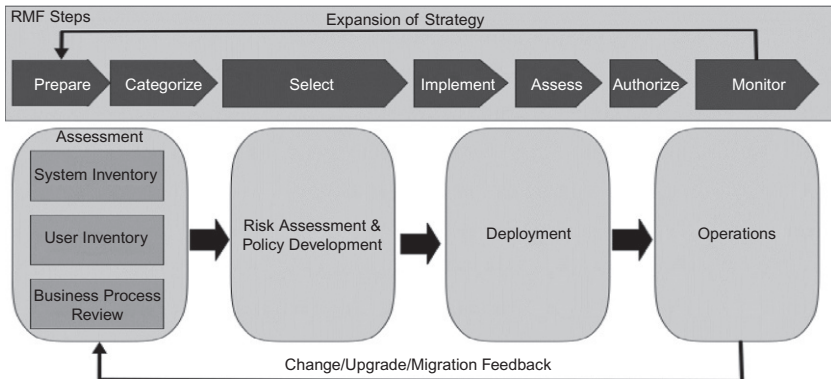 RMF Steps
Expansion of Strategy
Prepare
Categorize
Select
Implement
Assess
Authorize
Monitor
Assessment
System Inventory
User Inventory
Business Process
Review
Risk Assessment &
Policy Development
Deployment
Operations
Change/Upgrade/Migration Feedback